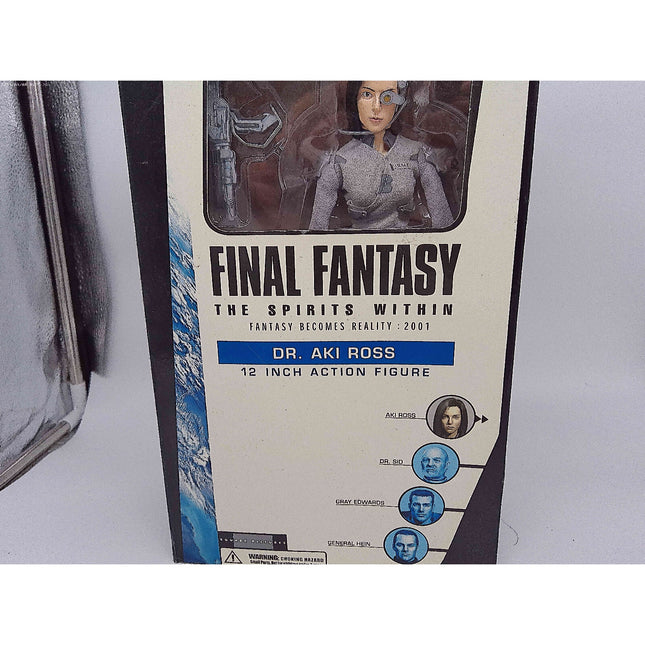 FINAL FANTASY
THE SPIRITS WITHIN
FANTASY BECOMES REALITY : 2001
DR. AKI ROSS
12 INCH ACTION FIGURE
AKI ROSS
DR. SID
GRAY EDWARDS
GENERAL HEIN
WARNING: CHOKING HAZARD